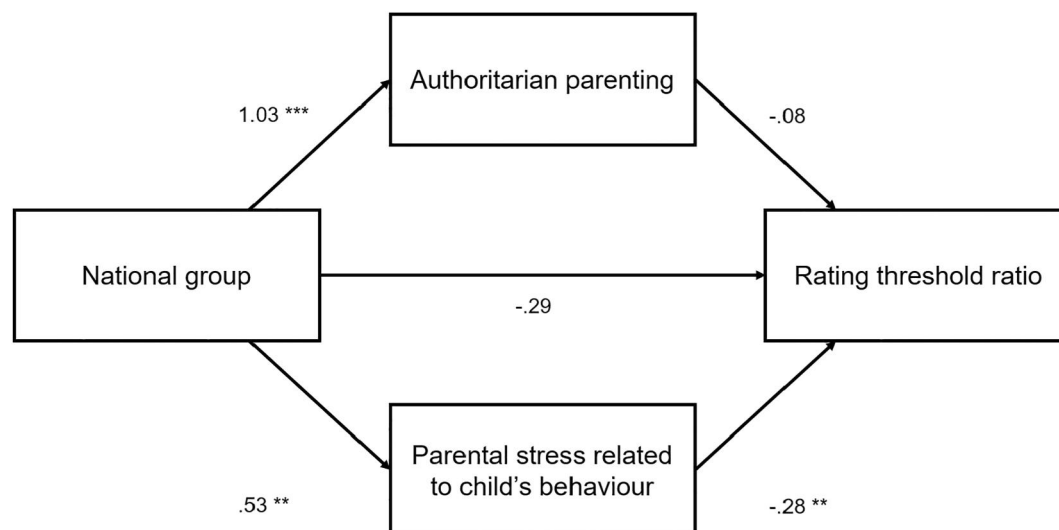 Authoritarian parenting
1.03 ***
-.08
National group
Rating threshold ratio
-.29
Parental stress related
to child’s behaviour
.53 **
-.28 **